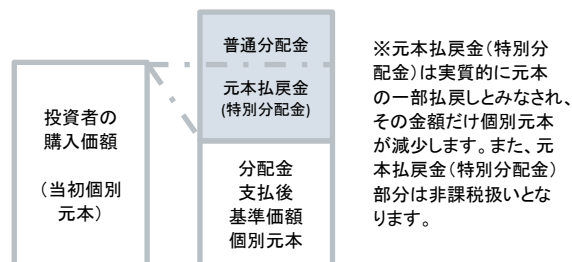 普通分配金
元本払戻金
(特別分配金)
投資者の
購入価額
(当初個別
元本)
分配金
支払後
基準価額
個別元本
※元本払戻金(特別分
配金)は実質的に元本
の一部払戻しとみなされ、
その金額だけ個別元本
が減少します。また、元
本払戻金(特別分配金)
部分は非課税扱いとな
ります。